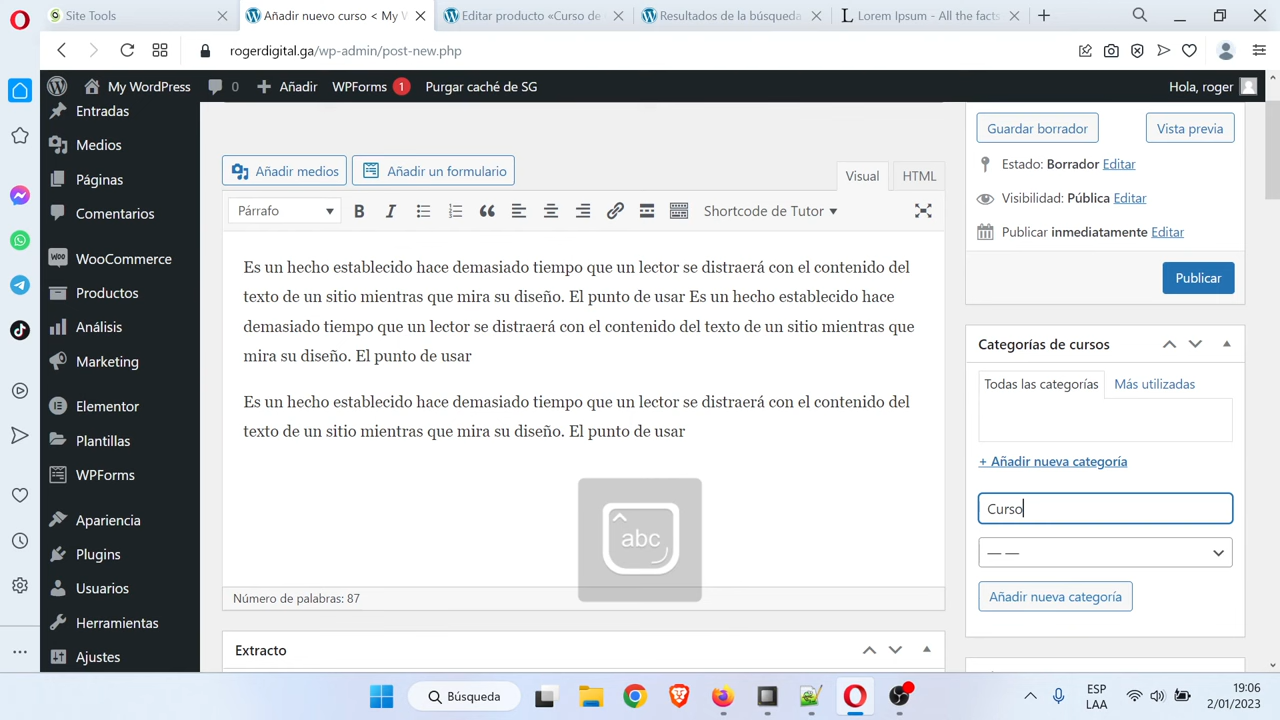 Site Tools
Añadir nuevo curso < My W
Editar producto «Curso de
Resultados de la búsqueda
Lorem Ipsum - All the facts
rogerdigital.ga/wp-admin/post-new.php
My WordPress
0
Añadir
WPForms 1
Purgar caché de SG
Hola, roger
Entradas
Medios
Páginas
Comentarios
WooCommerce
Productos
Análisis
Marketing
Elementor
Plantillas
WPForms
Apariencia
Plugins
Usuarios
Herramientas
Ajustes
Añadir medios
Añadir un formulario
Visual
HTML
Párrafo
B
I
Shortcode de Tutor
Es un hecho establecido hace demasiado tiempo que un lector se distraerá con el contenido del
texto de un sitio mientras que mira su diseño. El punto de usar Es un hecho establecido hace
demasiado tiempo que un lector se distraerá con el contenido del texto de un sitio mientras que
mira su diseño. El punto de usar
Es un hecho establecido hace demasiado tiempo que un lector se distraerá con el contenido del
texto de un sitio mientras que mira su diseño. El punto de usar
abc
Número de palabras: 87
Extracto
Guardar borrador
Vista previa
Estado: Borrador Editar
Visibilidad: Pública Editar
Publicar inmediatamente Editar
Publicar
Categorías de cursos
Todas las categorías
Más utilizadas
+ Añadir nueva categoría
Curso
— —
Añadir nueva categoría
Búsqueda
ESP
LAA
19:06
2/01/2023